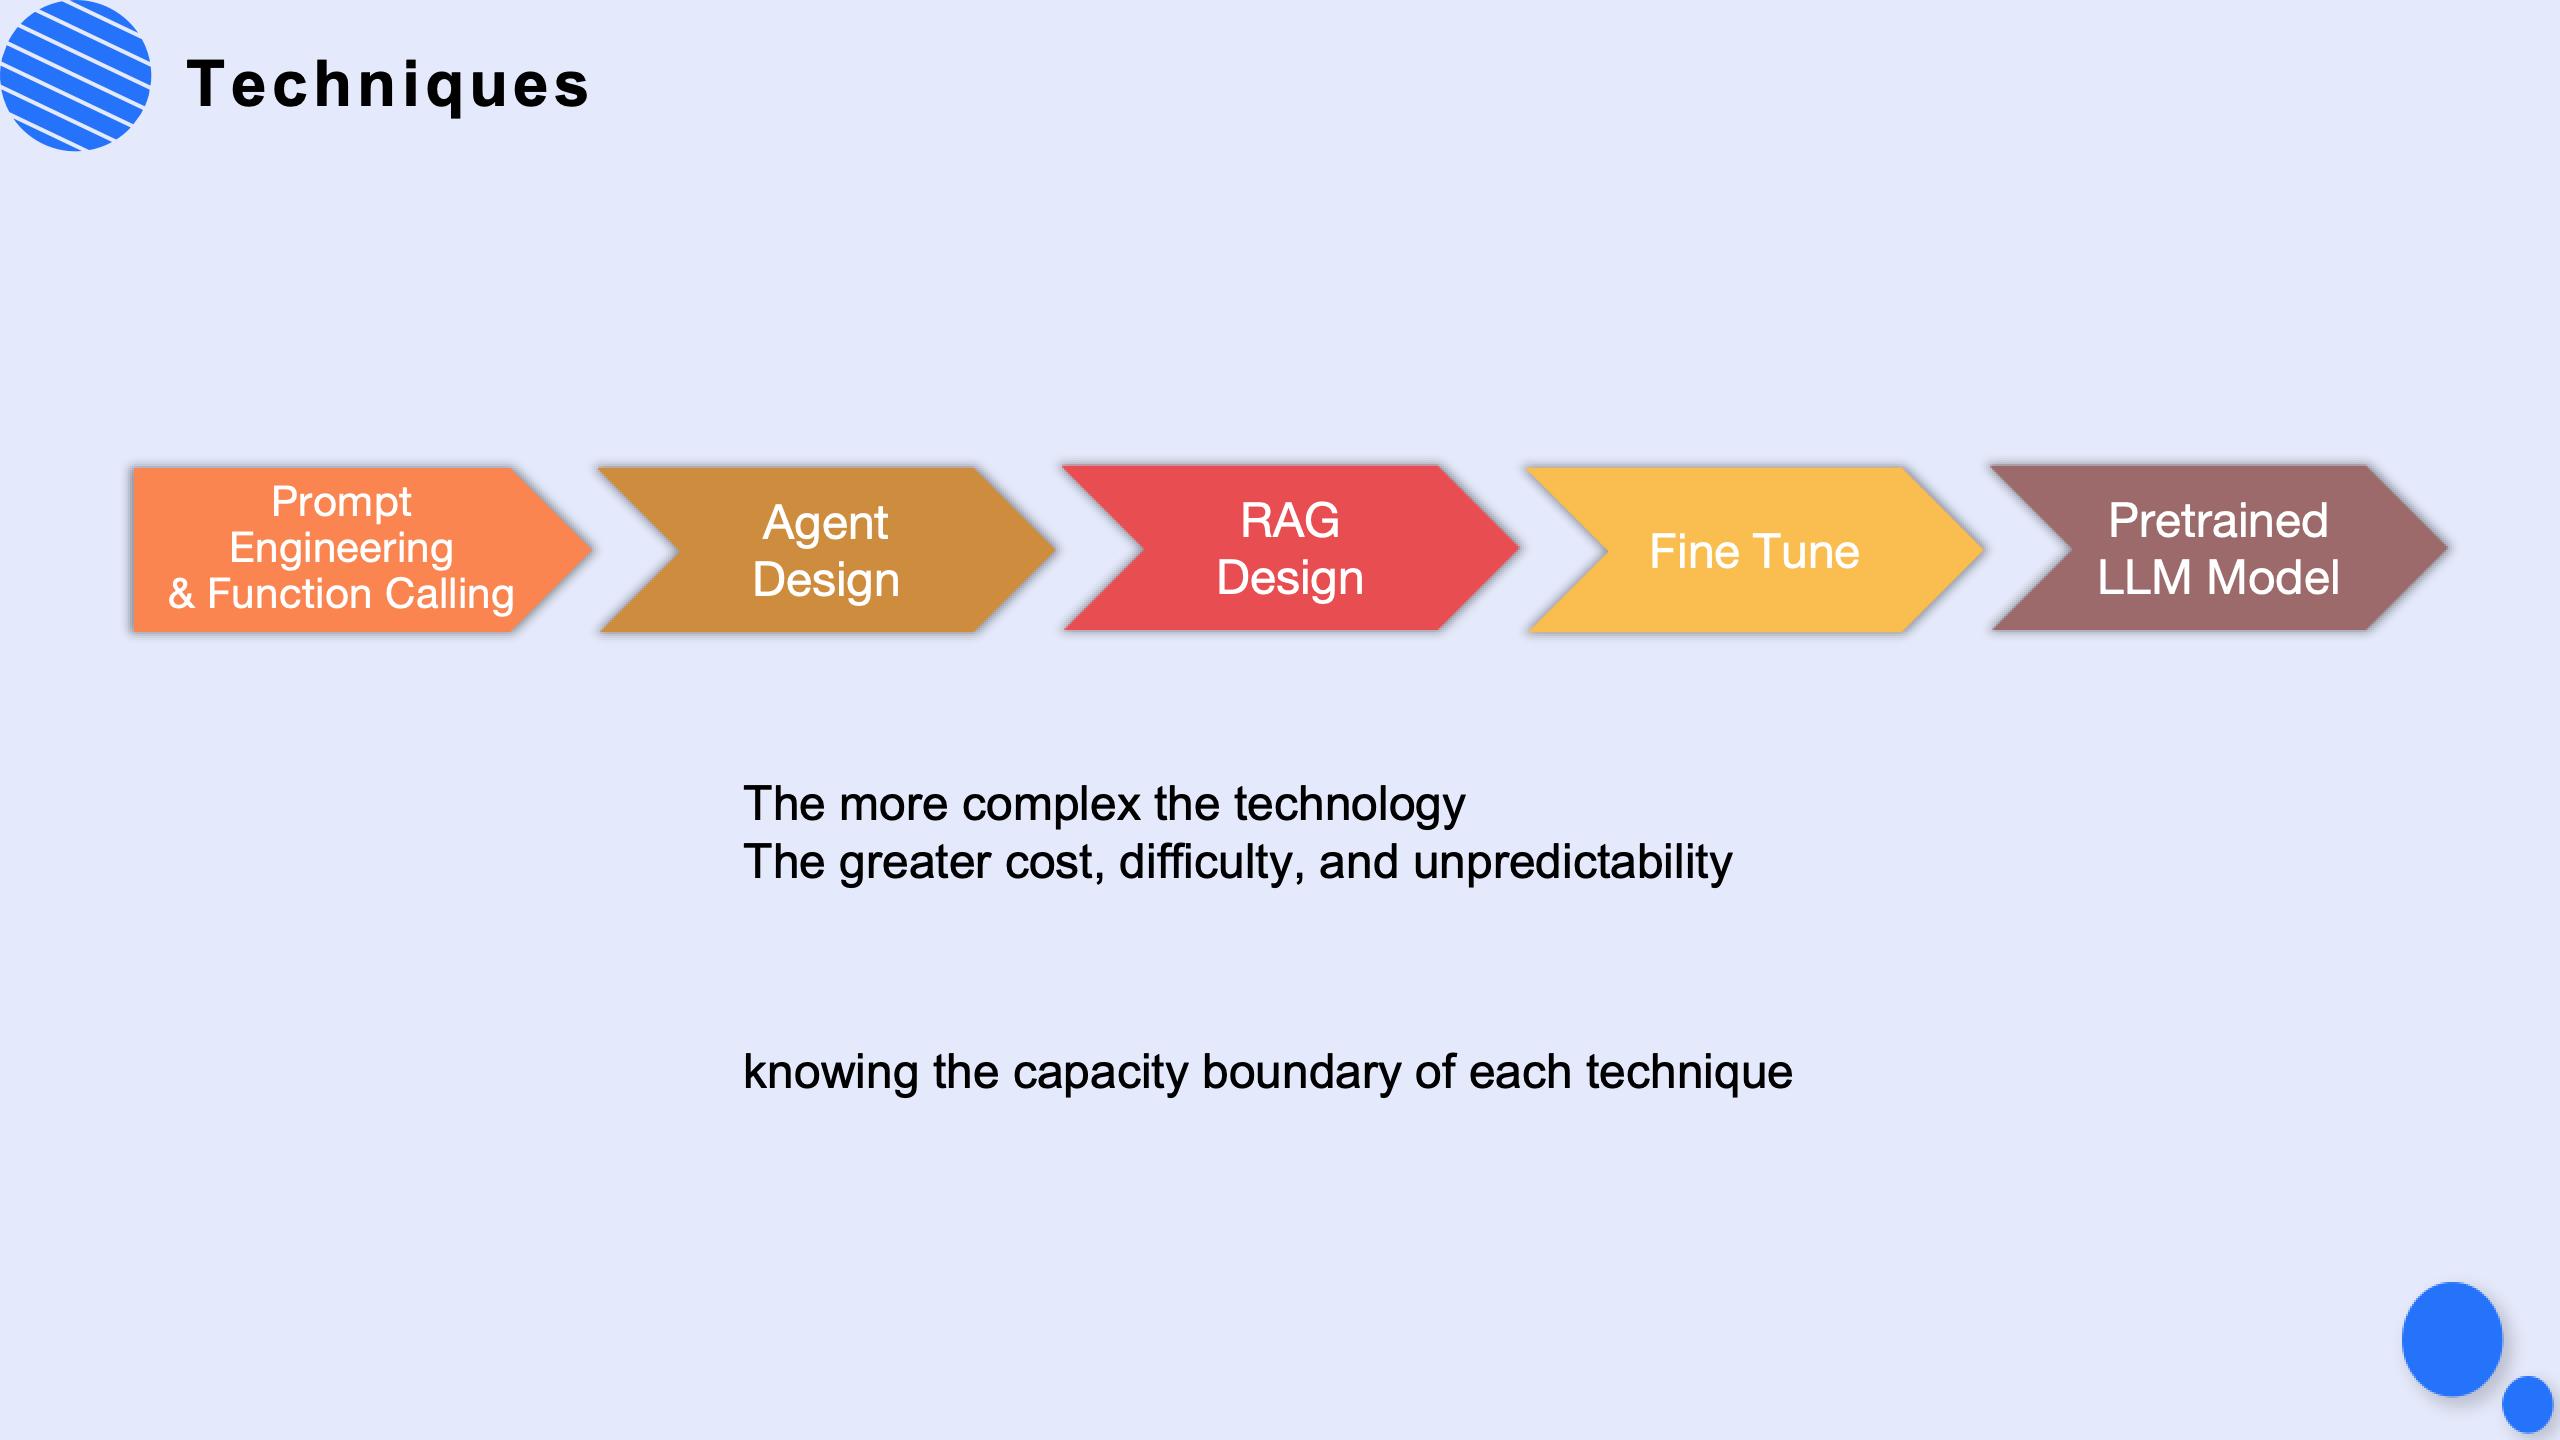 Techniques
Prompt
Engineering
& Function Calling
Agent
Design
RAG
Design
Fine Tune
Pretrained
LLM Model
The more complex the technology
The greater cost, difficulty, and unpredictability
knowing the capacity boundary of each technique